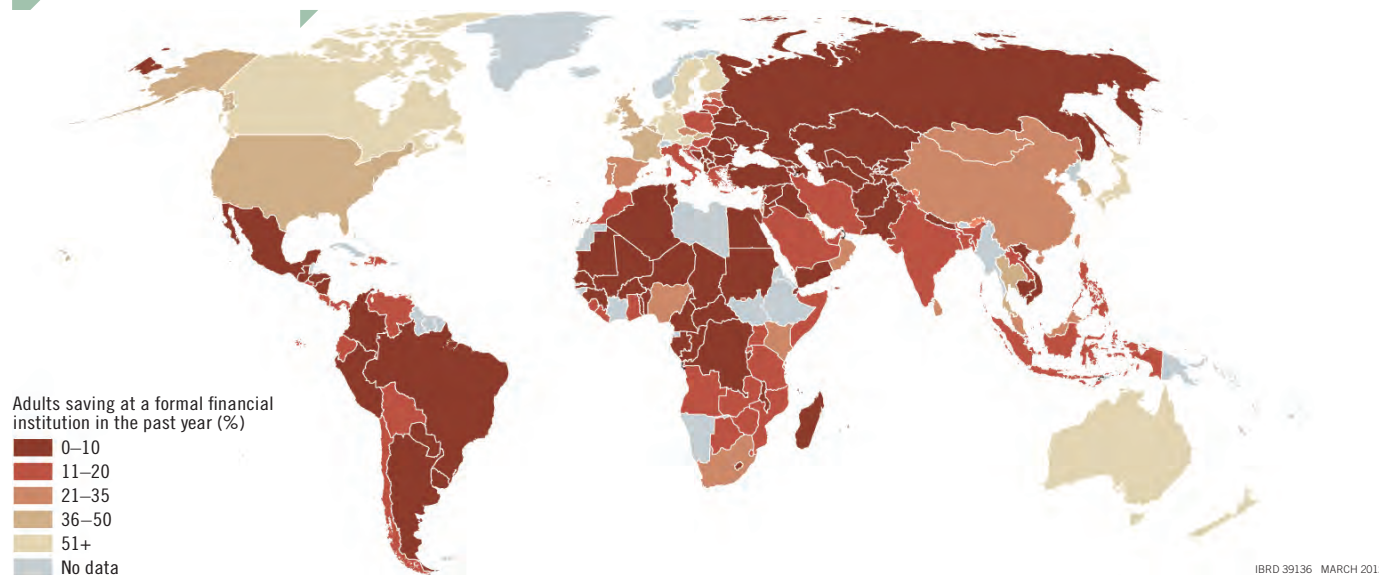 Adults saving at a formal financial
institution in the past year (%)
0–10
11–20
21–35
36–50
51+
No data
IBRD 39136 MARCH 201